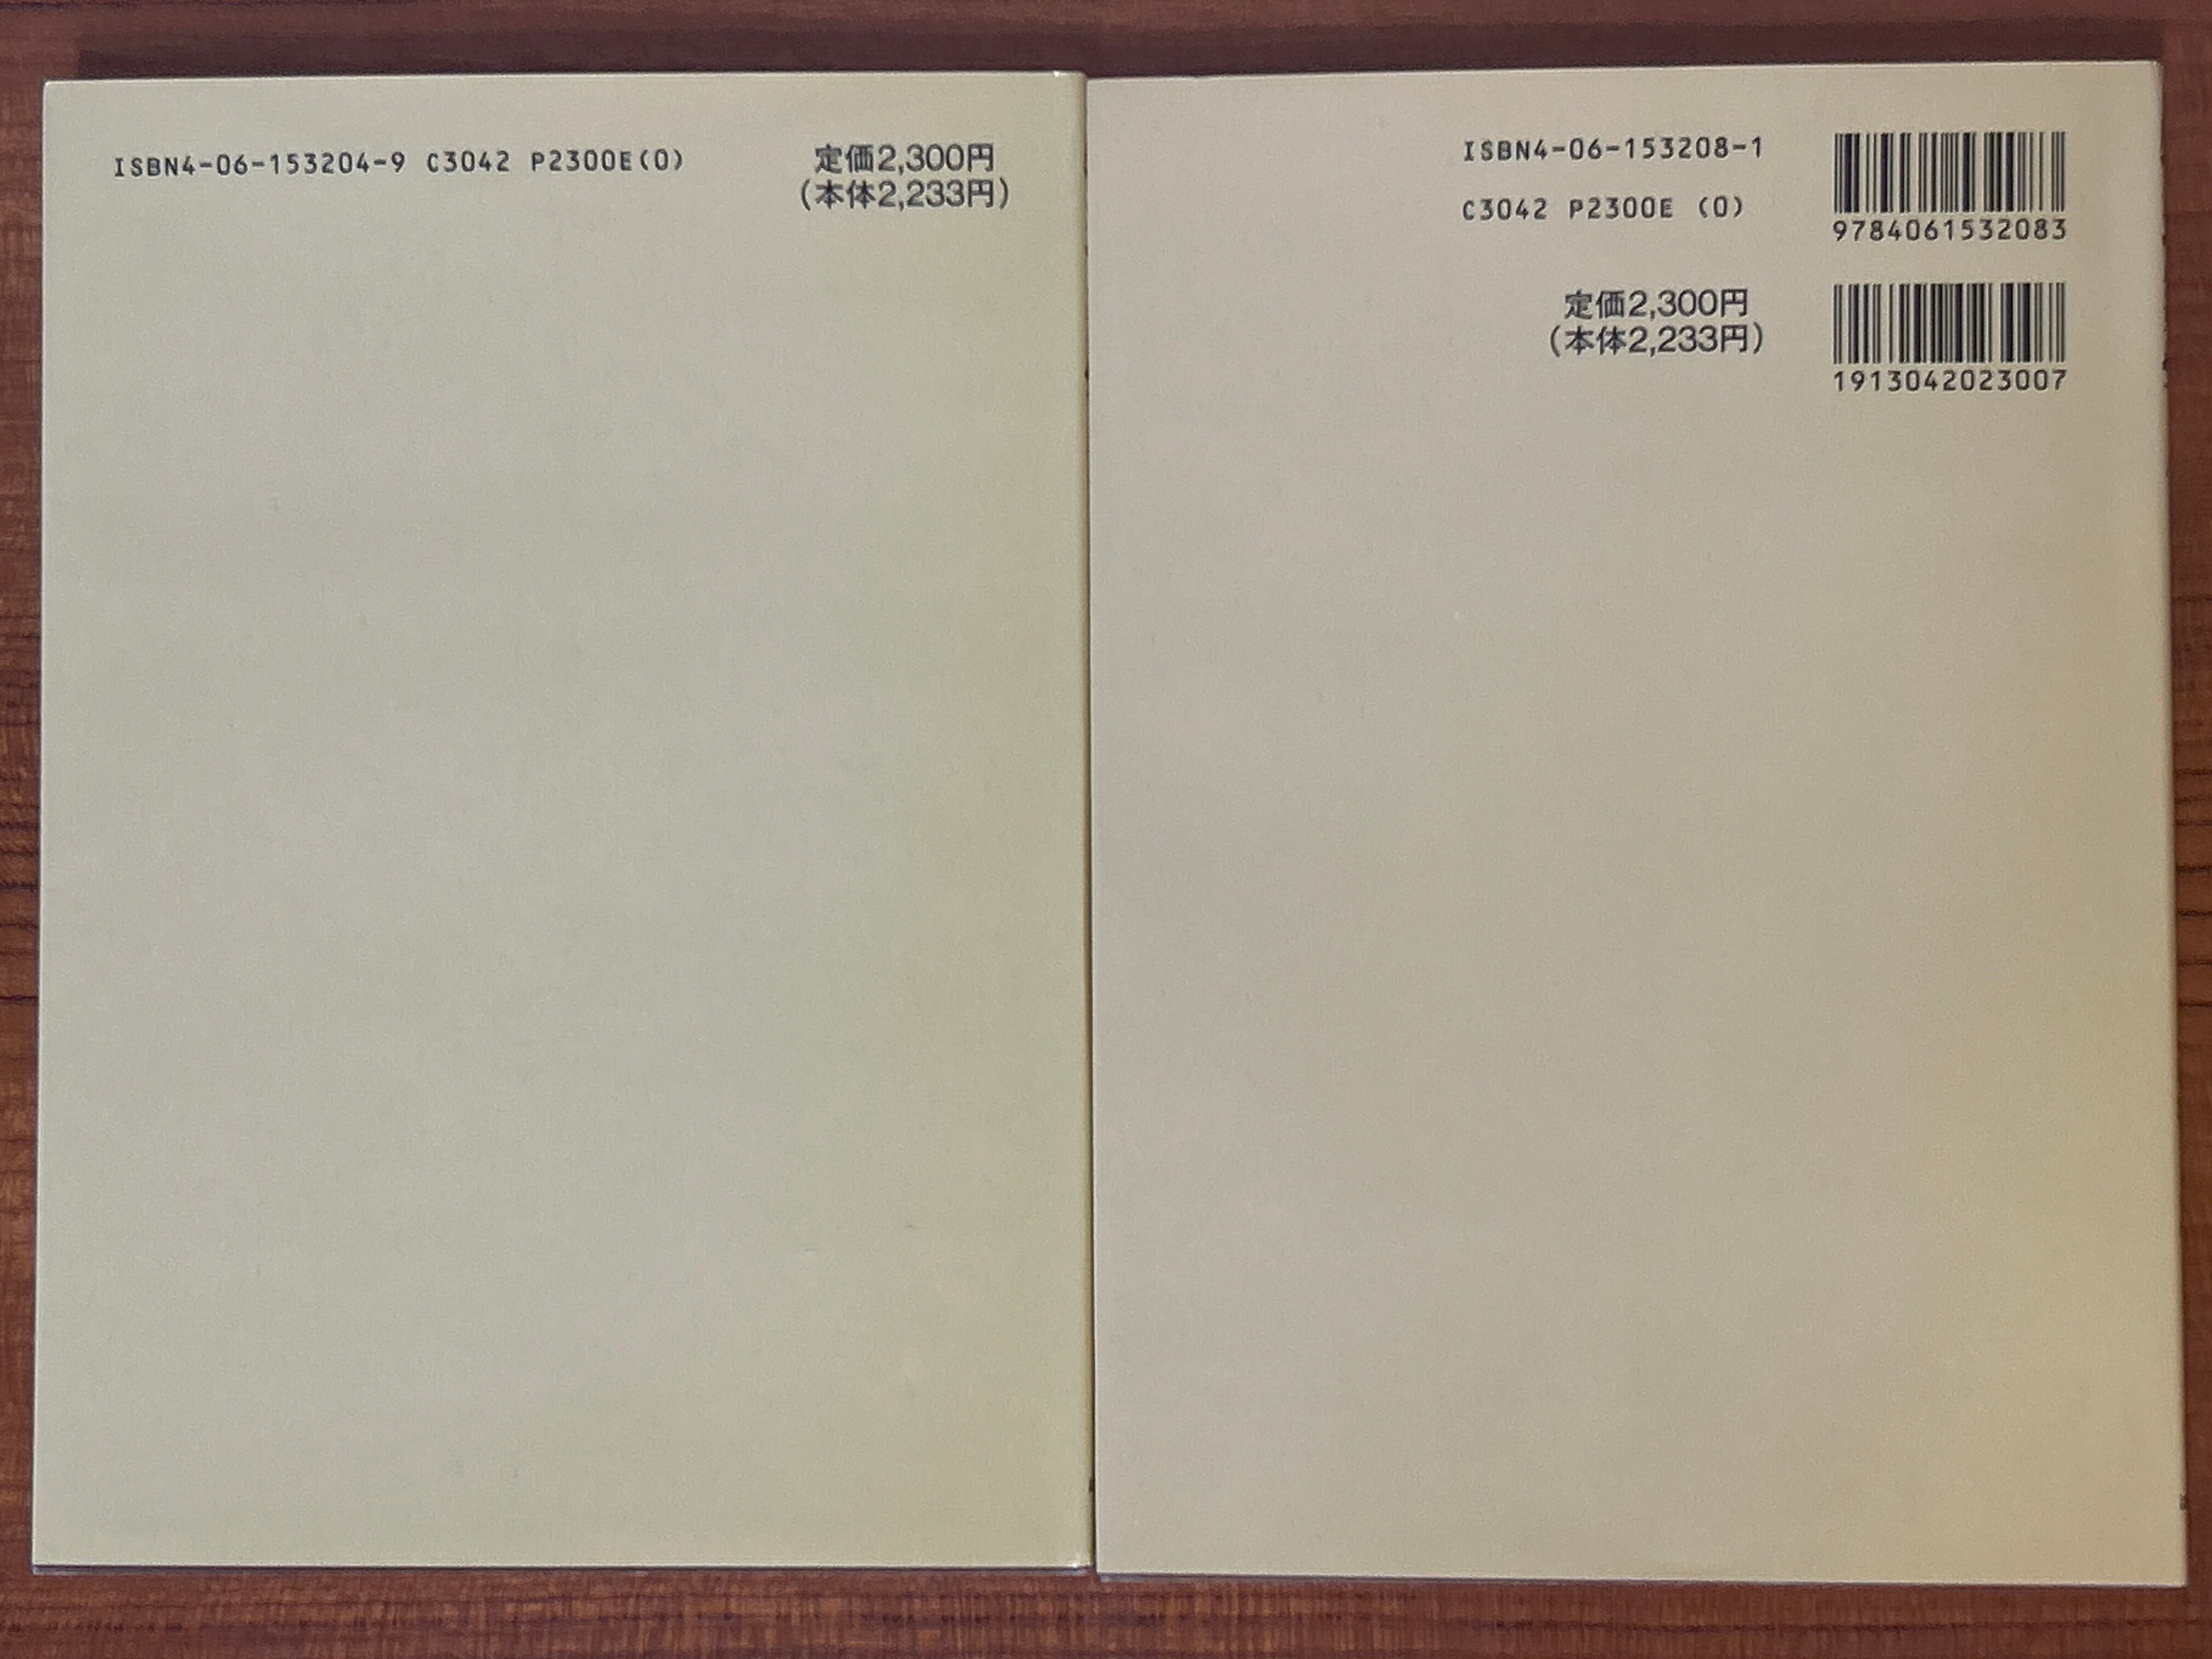 ISBN4-06-153204-9 C3042 P2300E(0)
定価2,300円
(本体2,233円)
ISBN4-06-153208-1
C3042 P2300E (0)
9784061532083
定価2,300円
(本体2,233円)
1913042023007